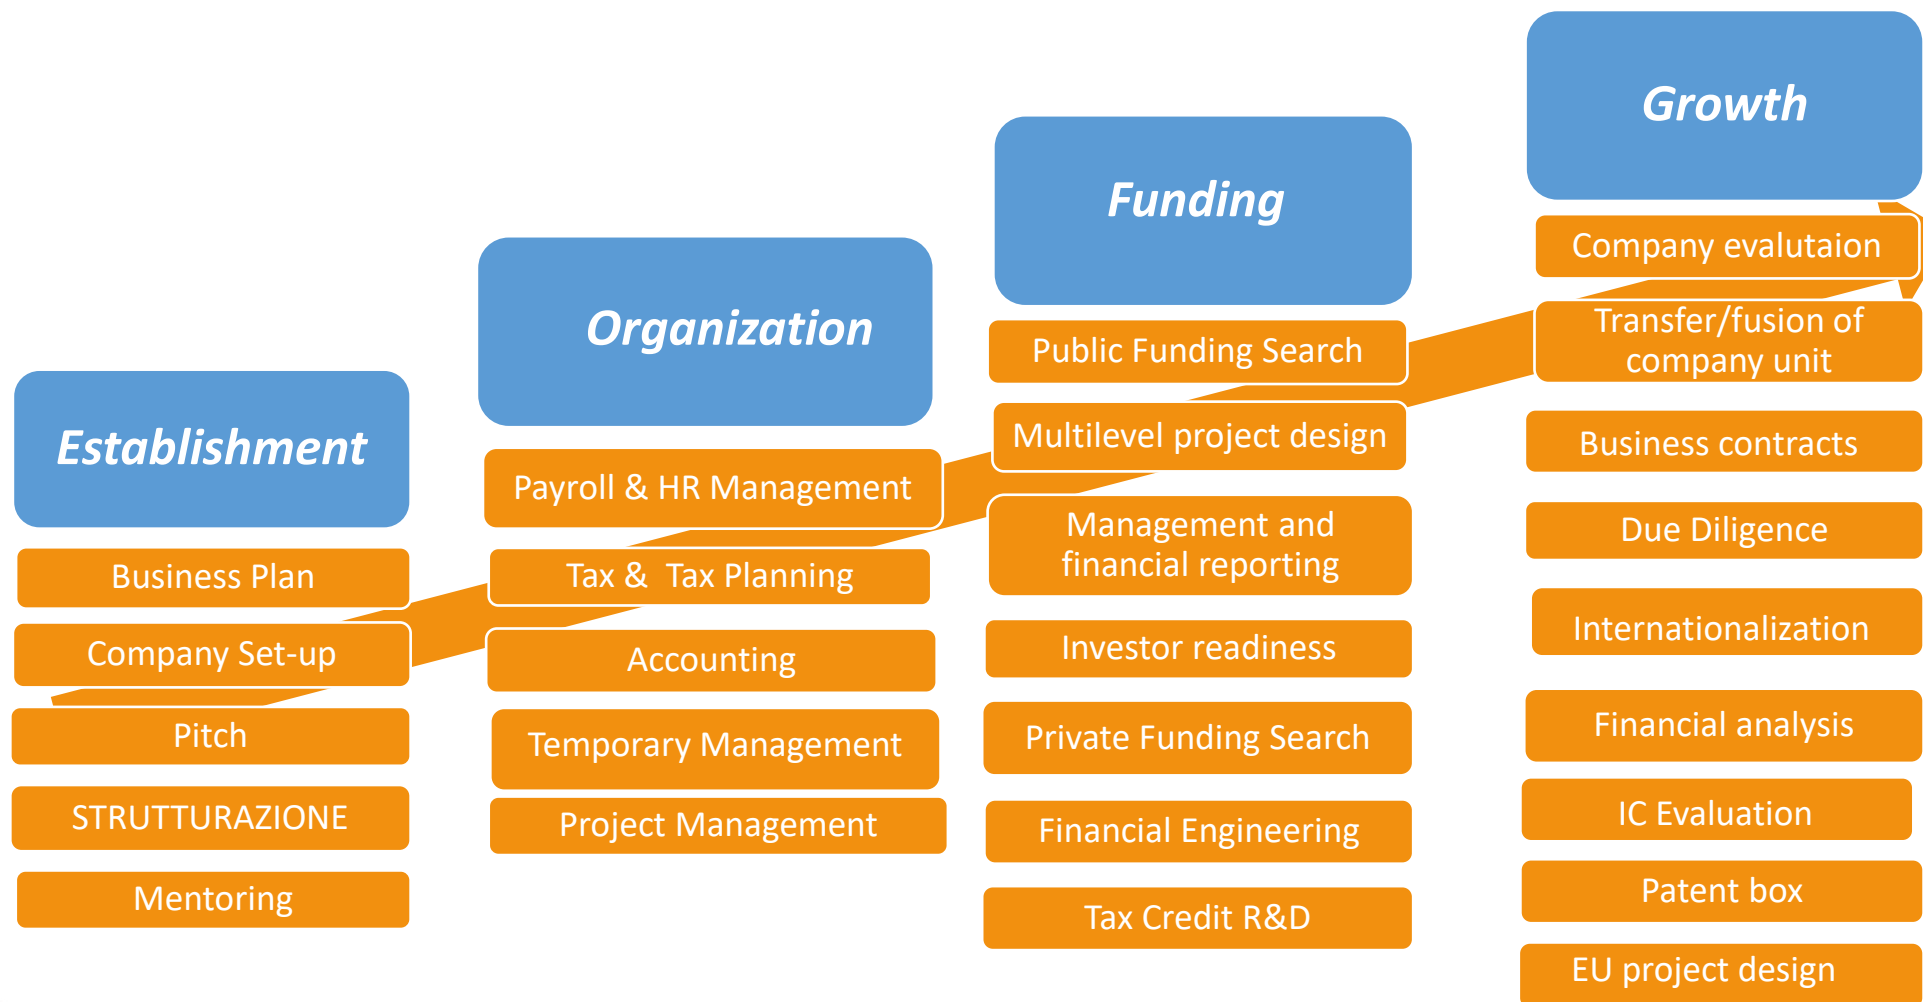 Establishment
Business Plan
Company Set-up
Pitch
STRUTTURAZIONE
Mentoring
Organization
Payroll & HR Management
Tax &  Tax Planning
Accounting
Temporary Management
Project Management
Funding
Public Funding Search
Multilevel project design
Management and
financial reporting
Investor readiness
Private Funding Search
Financial Engineering
Tax Credit R&D
Growth
Company evalutaion
Transfer/fusion of
company unit
Business contracts
Due Diligence
Internationalization
Financial analysis
IC Evaluation
Patent box
EU project design